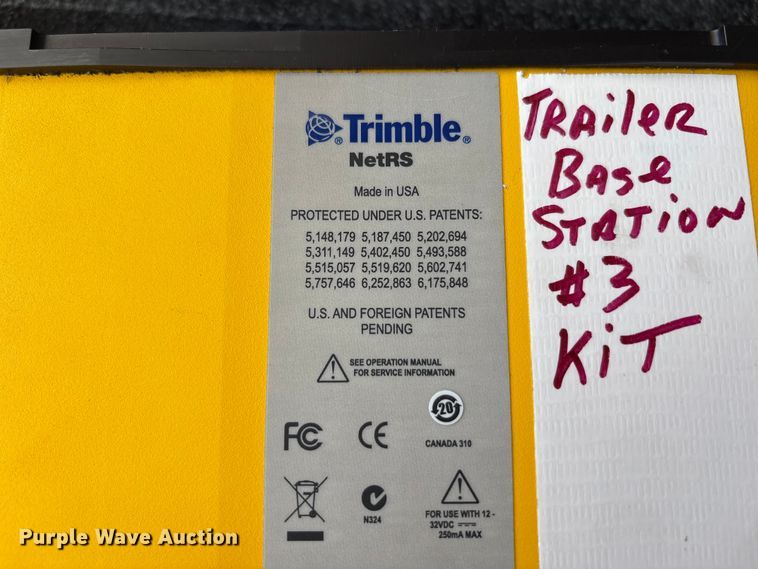 Trimble®
NetRS
Made in USA
PROTECTED UNDER U.S. PATENTS:
5,148,179 5,187,450 5,202,694
5,311,149 5,402,450 5,493,588
5,515,057 5,519,620 5,602,741
5,757,646 6,252,863 6,175,848
U.S. AND FOREIGN PATENTS
PENDING
SEE OPERATION MANUAL
FOR SERVICE INFORMATION
20
FC CE CANADA 310
N324
FOR USE WITH 12 -
32VDC
250mA MAX
TRAileR
BAse
STATION
#3
KiT
Purple Wave Auction